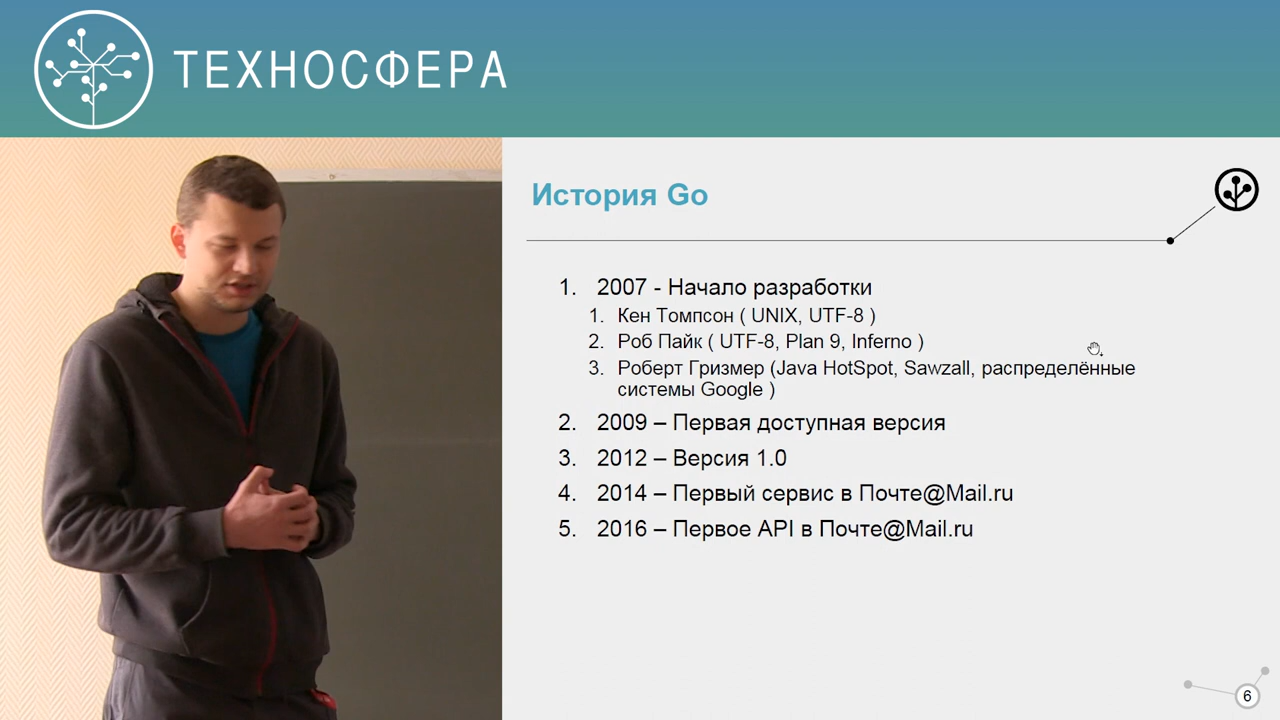 ТЕХНОСФЕРА
История Go
1. 2007 - Начало разработки
1. Кен Томпсон ( UNIX, UTF-8 )
2. Роб Пайк ( UTF-8, Plan 9, Inferno )
3. Роберт Гризмер (Java HotSpot, Sawzall, распределённые
системы Google )
2. 2009 – Первая доступная версия
3. 2012 – Версия 1.0
4. 2014 – Первый сервис в Почте@Mail.ru
5. 2016 – Первое API в Почте@Mail.ru
6